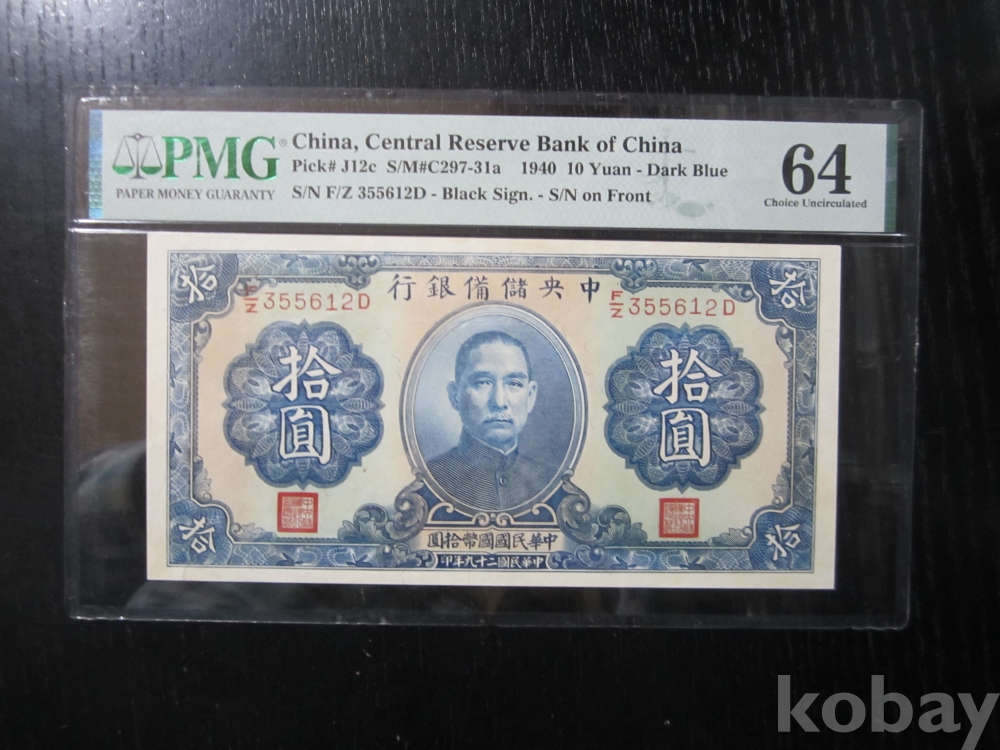 PMG®
PAPER MONEY GUARANTY
China, Central Reserve Bank of China
Pick# J12c S/M#C297-31a 1940 10 Yuan - Dark Blue
S/N F/Z 355612D - Black Sign. - S/N on Front
64
Choice Uncirculated
拾
拾
行銀備儲央中
F/Z 355612D
F/Z 355612D
拾圓
拾圓
圓拾幣國國民華中
印年九十二國民華中
拾
拾
kobay